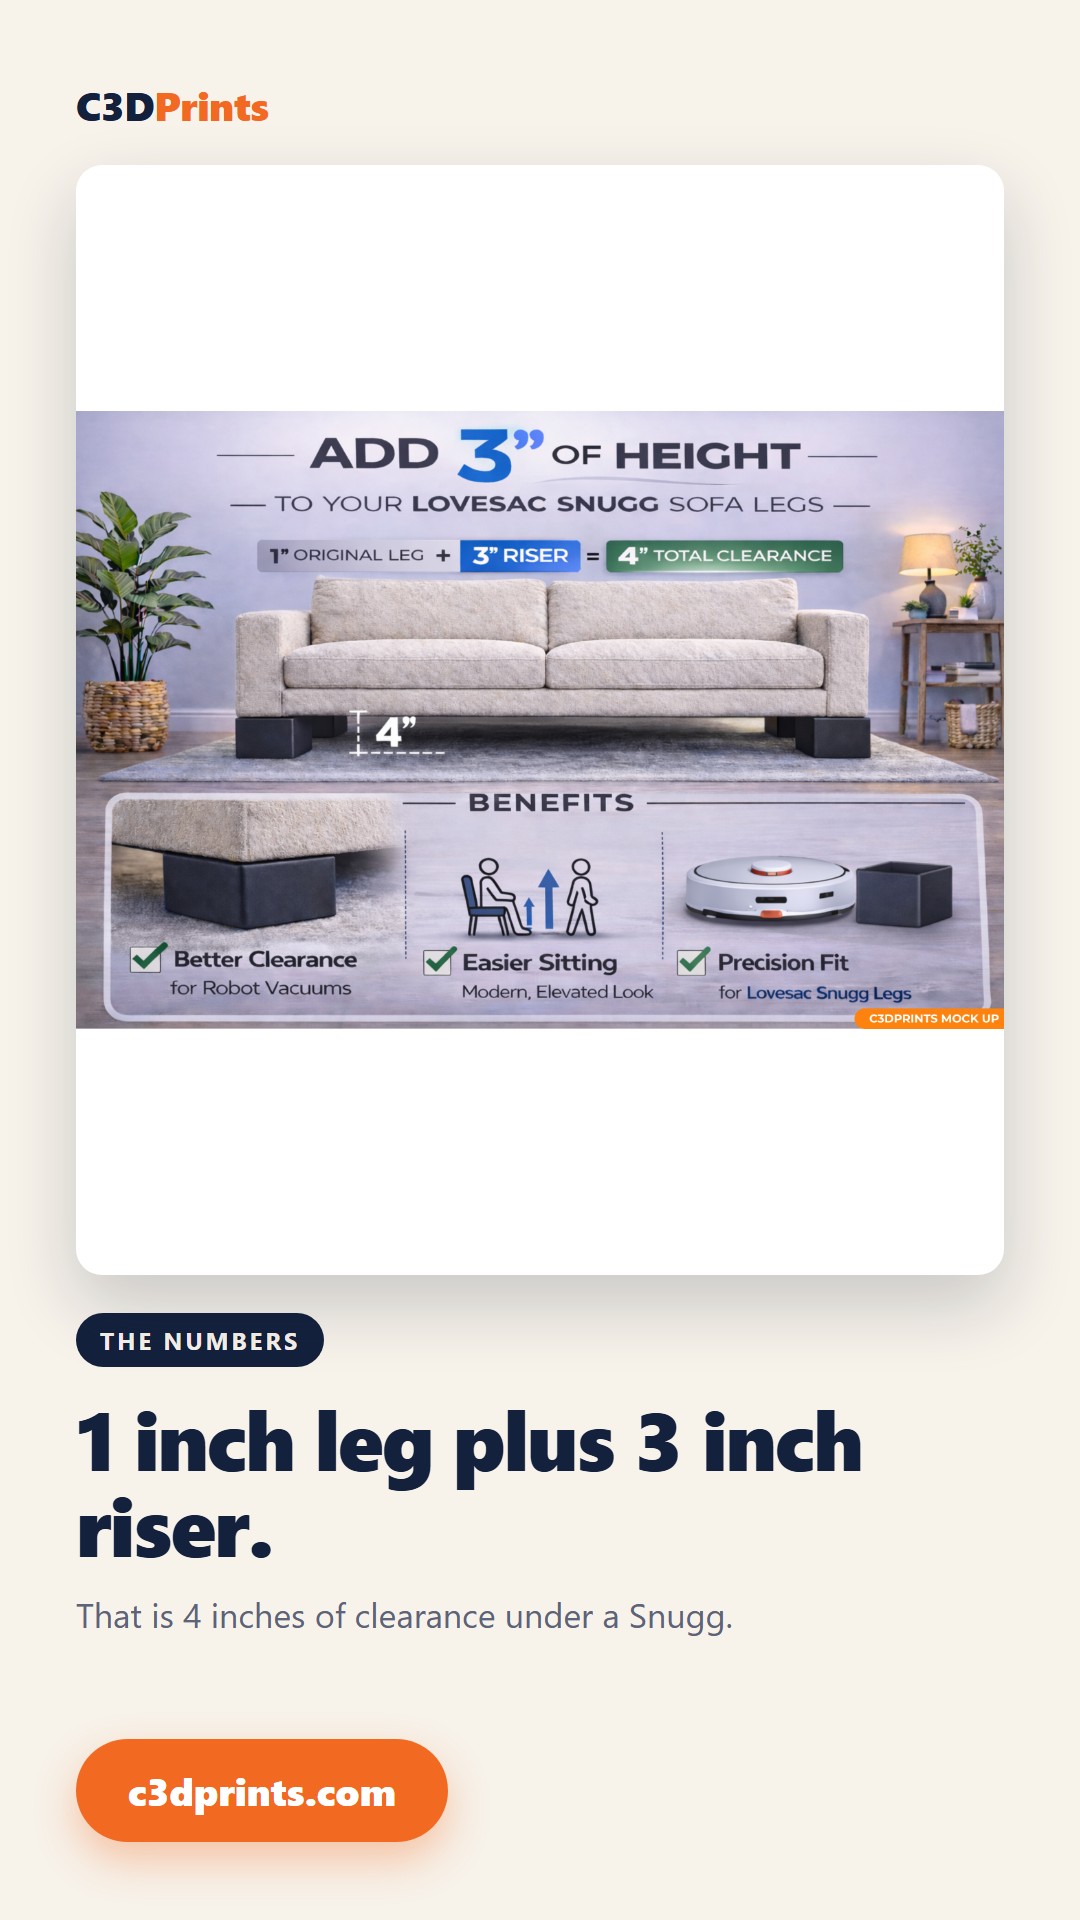 C3DPrints
ADD 3” OF HEIGHT
TO YOUR LOVESAC SNUGG SOFA LEGS
1” ORIGINAL LEG + 3” RISER = 4” TOTAL CLEARANCE
4”
BENEFITS
Better Clearance
for Robot Vacuums
Easier Sitting
Modern, Elevated Look
Precision Fit
for Lovesac Snugg Legs
C3DPRINTS MOCK UP
THE NUMBERS
1 inch leg plus 3 inch
riser.
That is 4 inches of clearance under a Snugg.
c3dprints.com